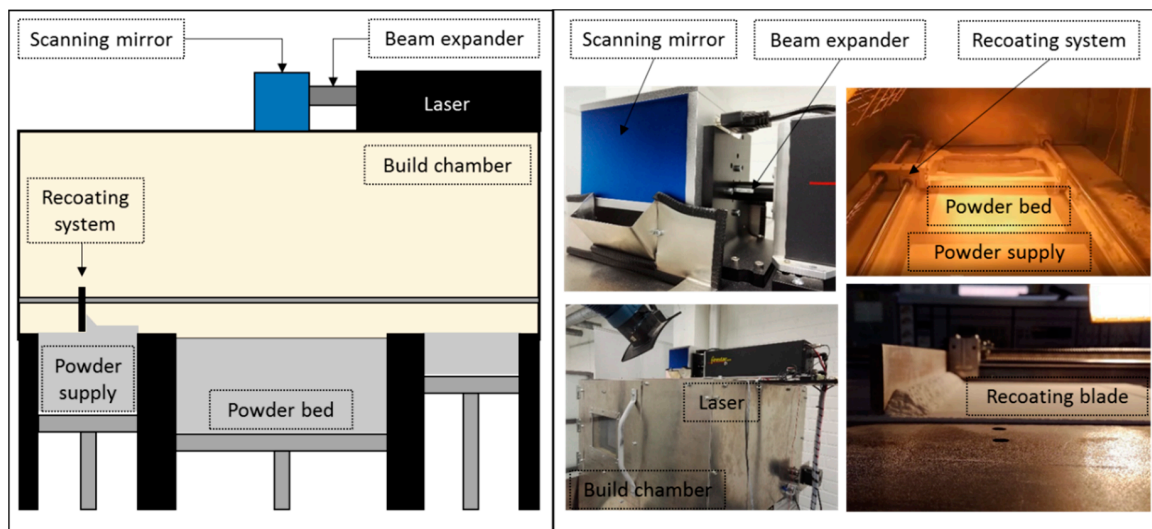 Scanning mirror
Beam expander
Laser
Build chamber
Recoating
system
Powder
supply
Powder bed
Scanning mirror
Beam expander
Recoating system
Powder bed
Powder supply
Laser
Build chamber
Recoating blade